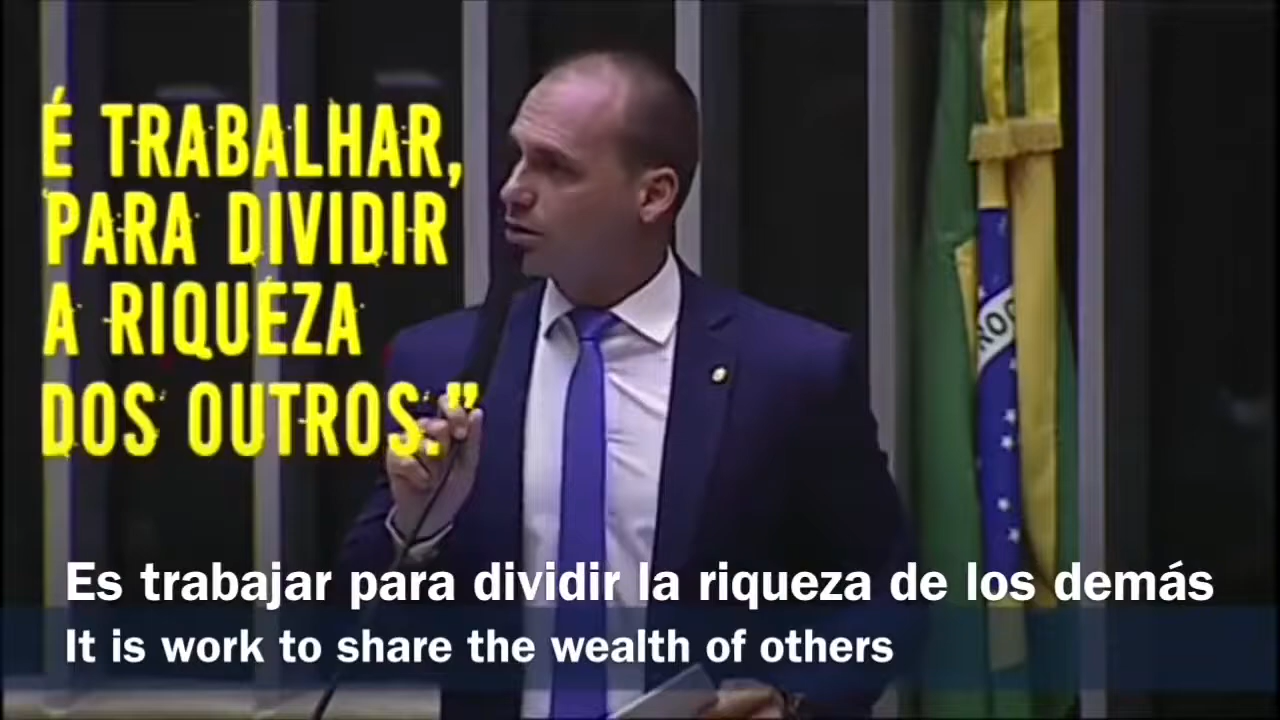 É TRABALHAR,
PARA DIVIDIR
A RIQUEZA
DOS OUTROS."
Es trabajar para dividir la riqueza de los demás
It is work to share the wealth of others